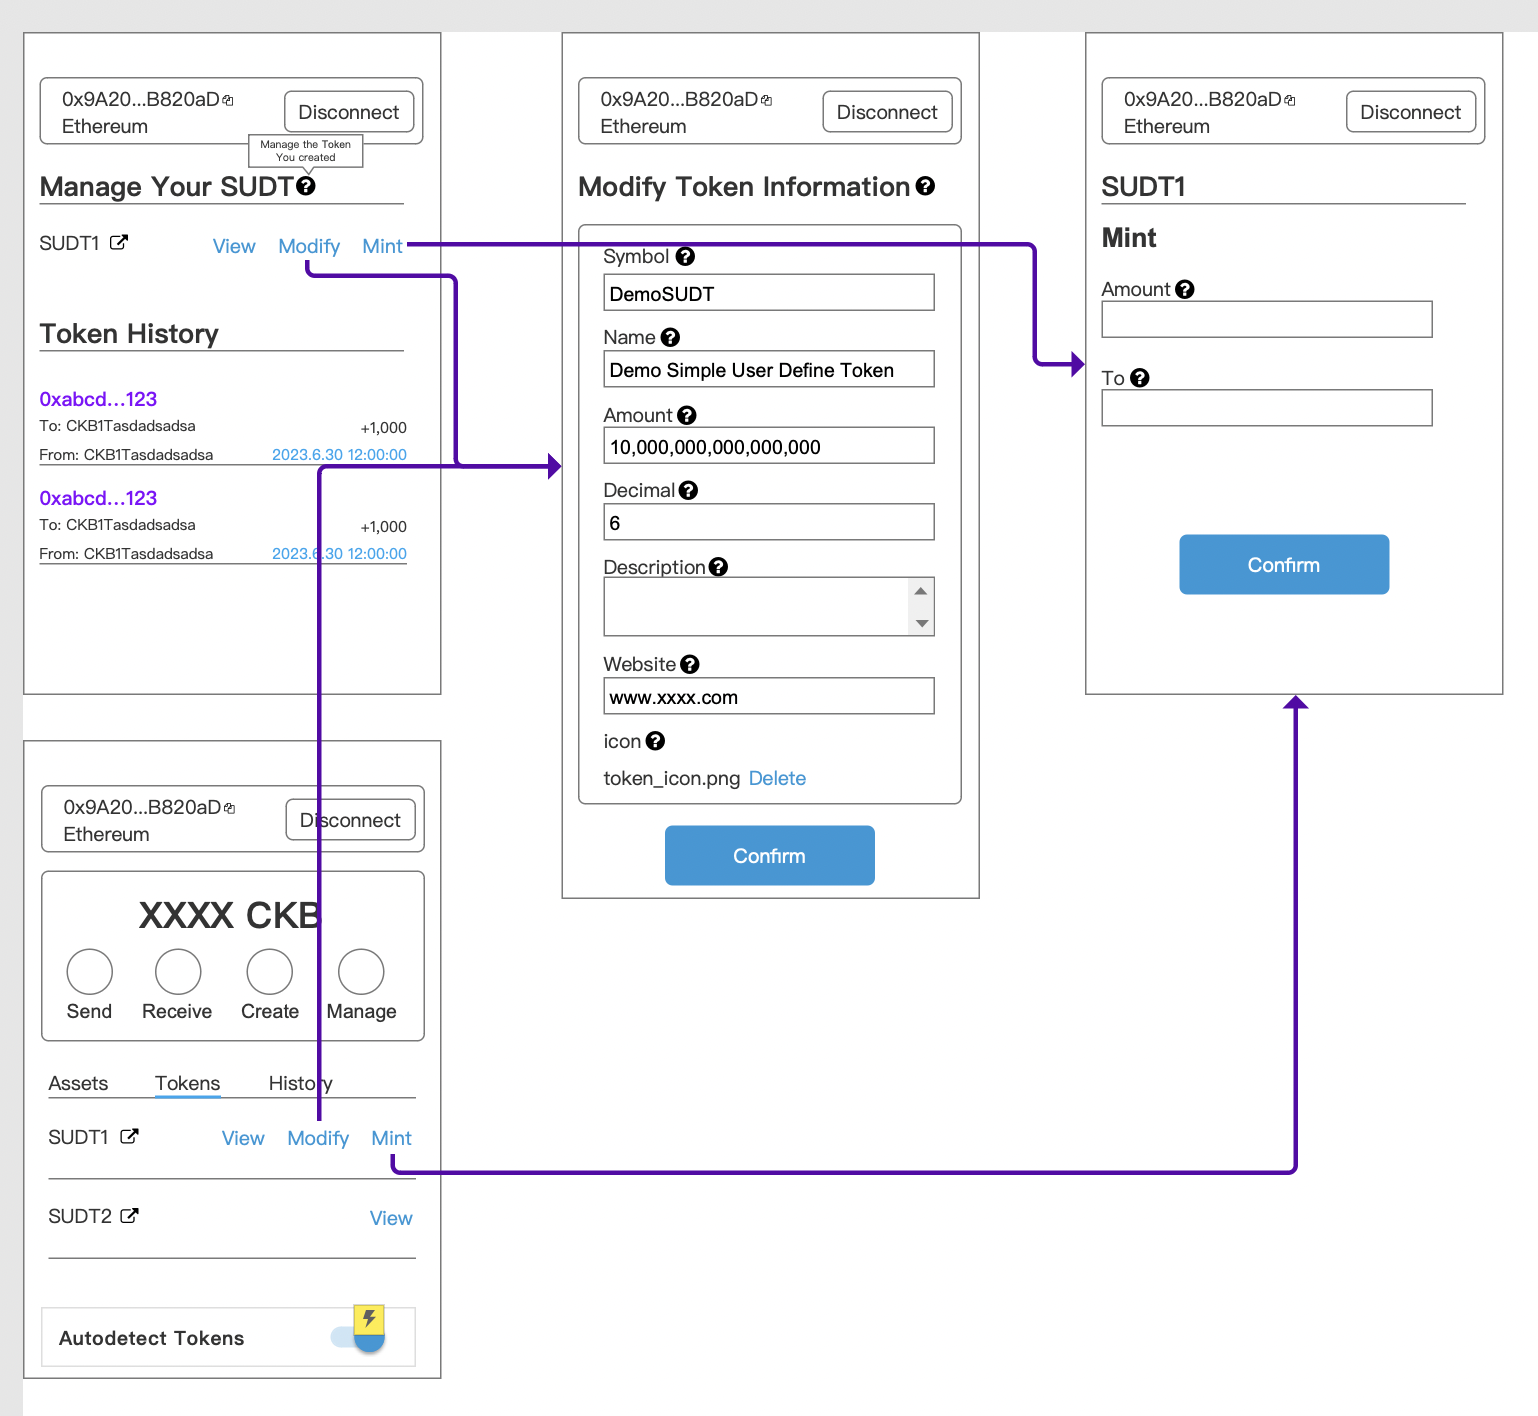 0x9A20...B820aD
Ethereum
Disconnect
Manage the Token
You created
Manage Your SUDT
SUDT1
View Modify Mint
Token History
0xabcd...123
To: CKB1Tasdadsadsa
+1,000
From: CKB1Tasdadsadsa
2023.6.30 12:00:00
0xabcd...123
To: CKB1Tasdadsadsa
+1,000
From: CKB1Tasdadsadsa
2023.6.30 12:00:00
0x9A20...B820aD
Ethereum
Disconnect
Modify Token Information
Symbol
DemoSUDT
Name
Demo Simple User Define Token
Amount
10,000,000,000,000,000
Decimal
6
Description
Website
www.xxxx.com
icon
token_icon.png Delete
Confirm
0x9A20...B820aD
Ethereum
Disconnect
SUDT1
Mint
Amount
To
Confirm
0x9A20...B820aD
Ethereum
Disconnect
XXXX CKB
Send Receive Create Manage
Assets Tokens History
SUDT1 View Modify Mint
SUDT2 View
Autodetect Tokens